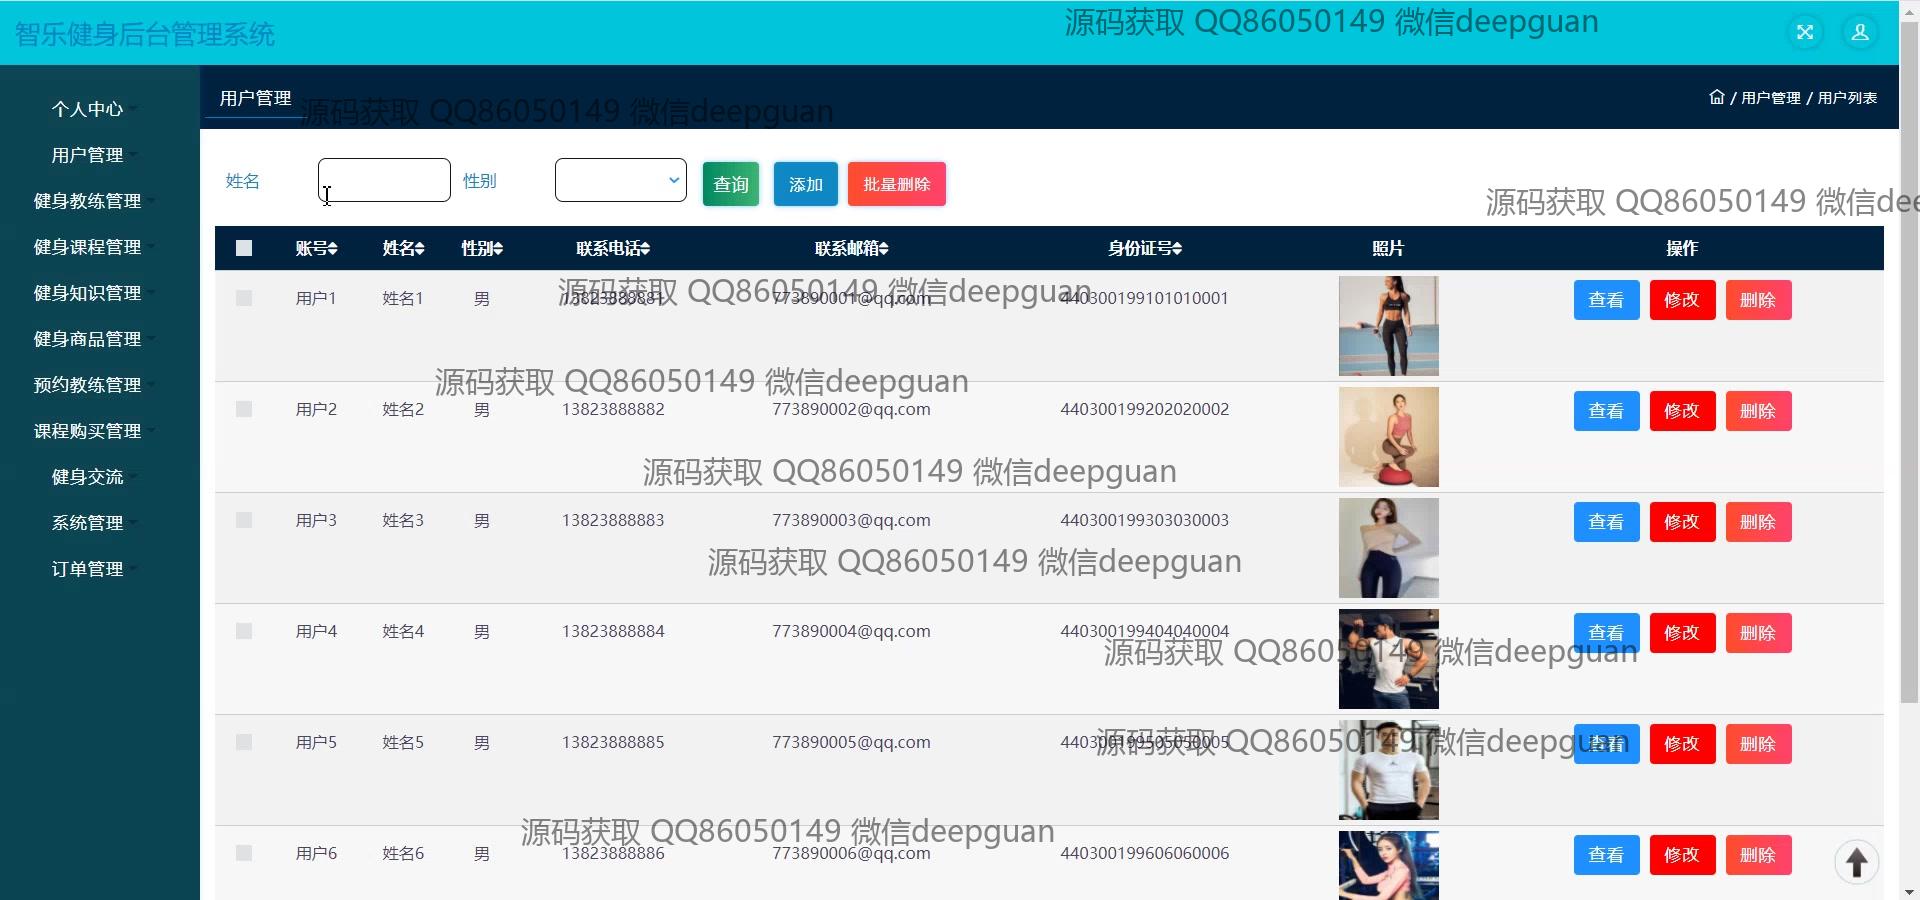 智乐健身后台管理系统
源码获取 QQ86050149 微信deepguan
个人中心
用户管理
健身教练管理
健身课程管理
健身知识管理
健身商品管理
预约教练管理
课程购买管理
健身交流
系统管理
订单管理
用户管理
源码获取 QQ86050149 微信deepguan
/ 用户管理 / 用户列表
姓名 性别 查询 添加 批量删除
源码获取 QQ86050149 微信dee
账号 姓名 性别 联系电话 联系邮箱 身份证号 照片 操作
源码获取 QQ86050149 微信deepguan
用户1 姓名1 男 13823888881 773890001@qq.com 440300199101010001 查看 修改 删除
源码获取 QQ86050149 微信deepguan
用户2 姓名2 男 13823888882 773890002@qq.com 440300199202020002 查看 修改 删除
源码获取 QQ86050149 微信deepguan
用户3 姓名3 男 13823888883 773890003@qq.com 440300199303030003 查看 修改 删除
源码获取 QQ86050149 微信deepguan
用户4 姓名4 男 13823888884 773890004@qq.com 440300199404040004 查看 修改 删除
源码获取 QQ86050149 微信deepguan
用户5 姓名5 男 13823888885 773890005@qq.com 440300199505050005 查看 修改 删除
源码获取 QQ86050149 微信deepguan
源码获取 QQ86050149 微信deepguan
用户6 姓名6 男 13823888886 773890006@qq.com 440300199606060006 查看 修改 删除